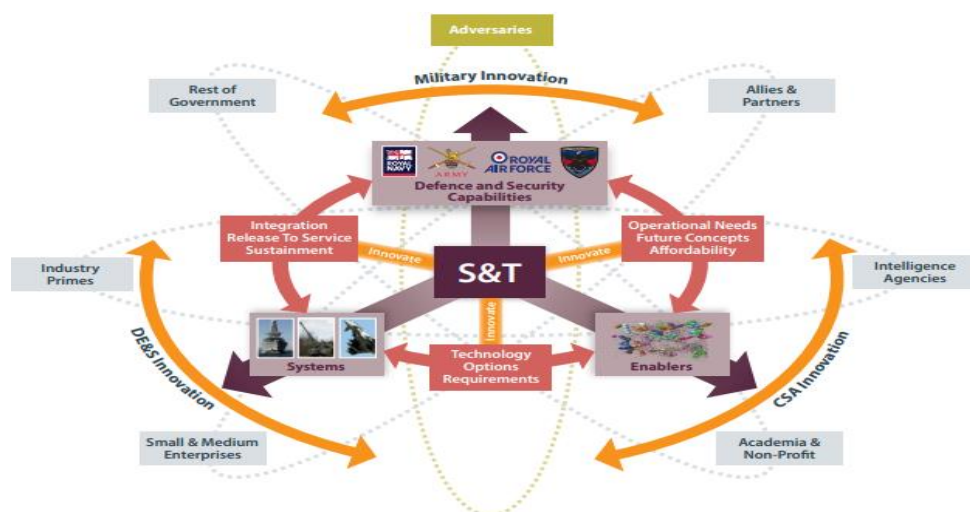 Adversaries
Military Innovation
Rest of
Government
Allies &
Partners
ROYAL
NAVY
ARMY
ROYAL
AIR FORCE
Defence and Security
Capabilities
Integration
Release To Service
Sustainment
Innovate
Innovate
Operational Needs
Future Concepts
Affordability
S&T
Industry
Primes
Intelligence
Agencies
Innovate
DE&S Innovation
Systems
Technology
Options
Requirements
Enablers
CSA Innovation
Small & Medium
Enterprises
Academia &
Non-Profit